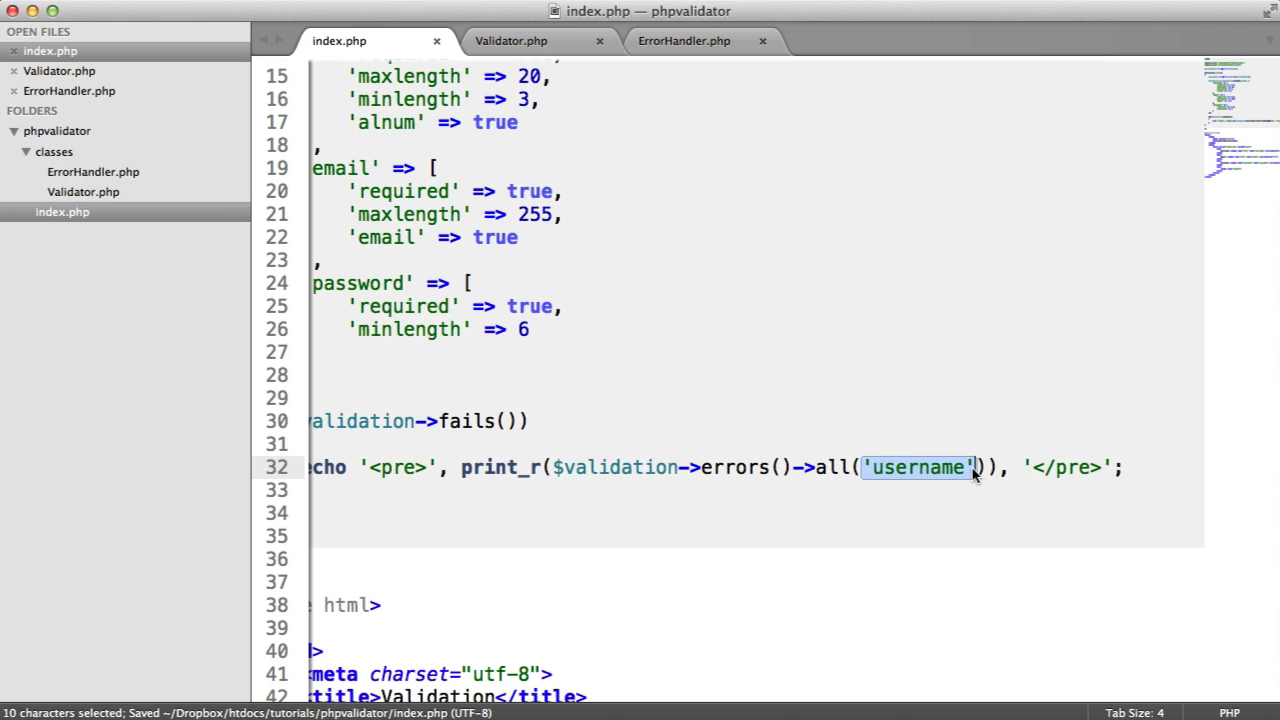 index.php — phpvalidator
OPEN FILES
index.php
Validator.php
ErrorHandler.php
FOLDERS
phpvalidator
classes
ErrorHandler.php
Validator.php
index.php
index.php
Validator.php
ErrorHandler.php
15 'maxlength' => 20,
16 'minlength' => 3,
17 'alnum' => true
18 ,
19 email' => [
20 'required' => true,
21 'maxlength' => 255,
22 'email' => true
23 ,
24 password' => [
25 'required' => true,
26 'minlength' => 6
27
28
29
30 validation->fails())
31
32 echo '<pre>', print_r($validation->errors()->all('username')), '</pre>';
33
34
35
36
37
38 e html>
39
40 d>
41 <meta charset="utf-8">
42 <title>Validation</title>
10 characters selected; Saved ~/Dropbox/htdocs/tutorials/phpvalidator/index.php (UTF-8)
Tab Size: 4
PHP